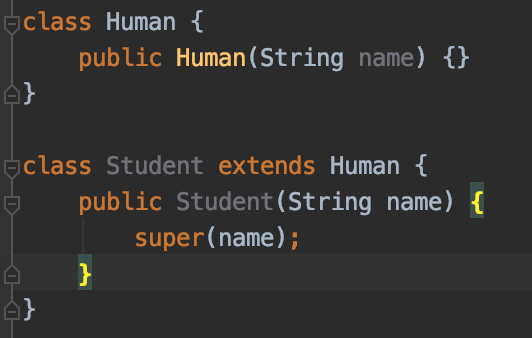 class Human {
    public Human(String name) {}
}

class Student extends Human {
    public Student(String name) {
        super(name);
    }
}